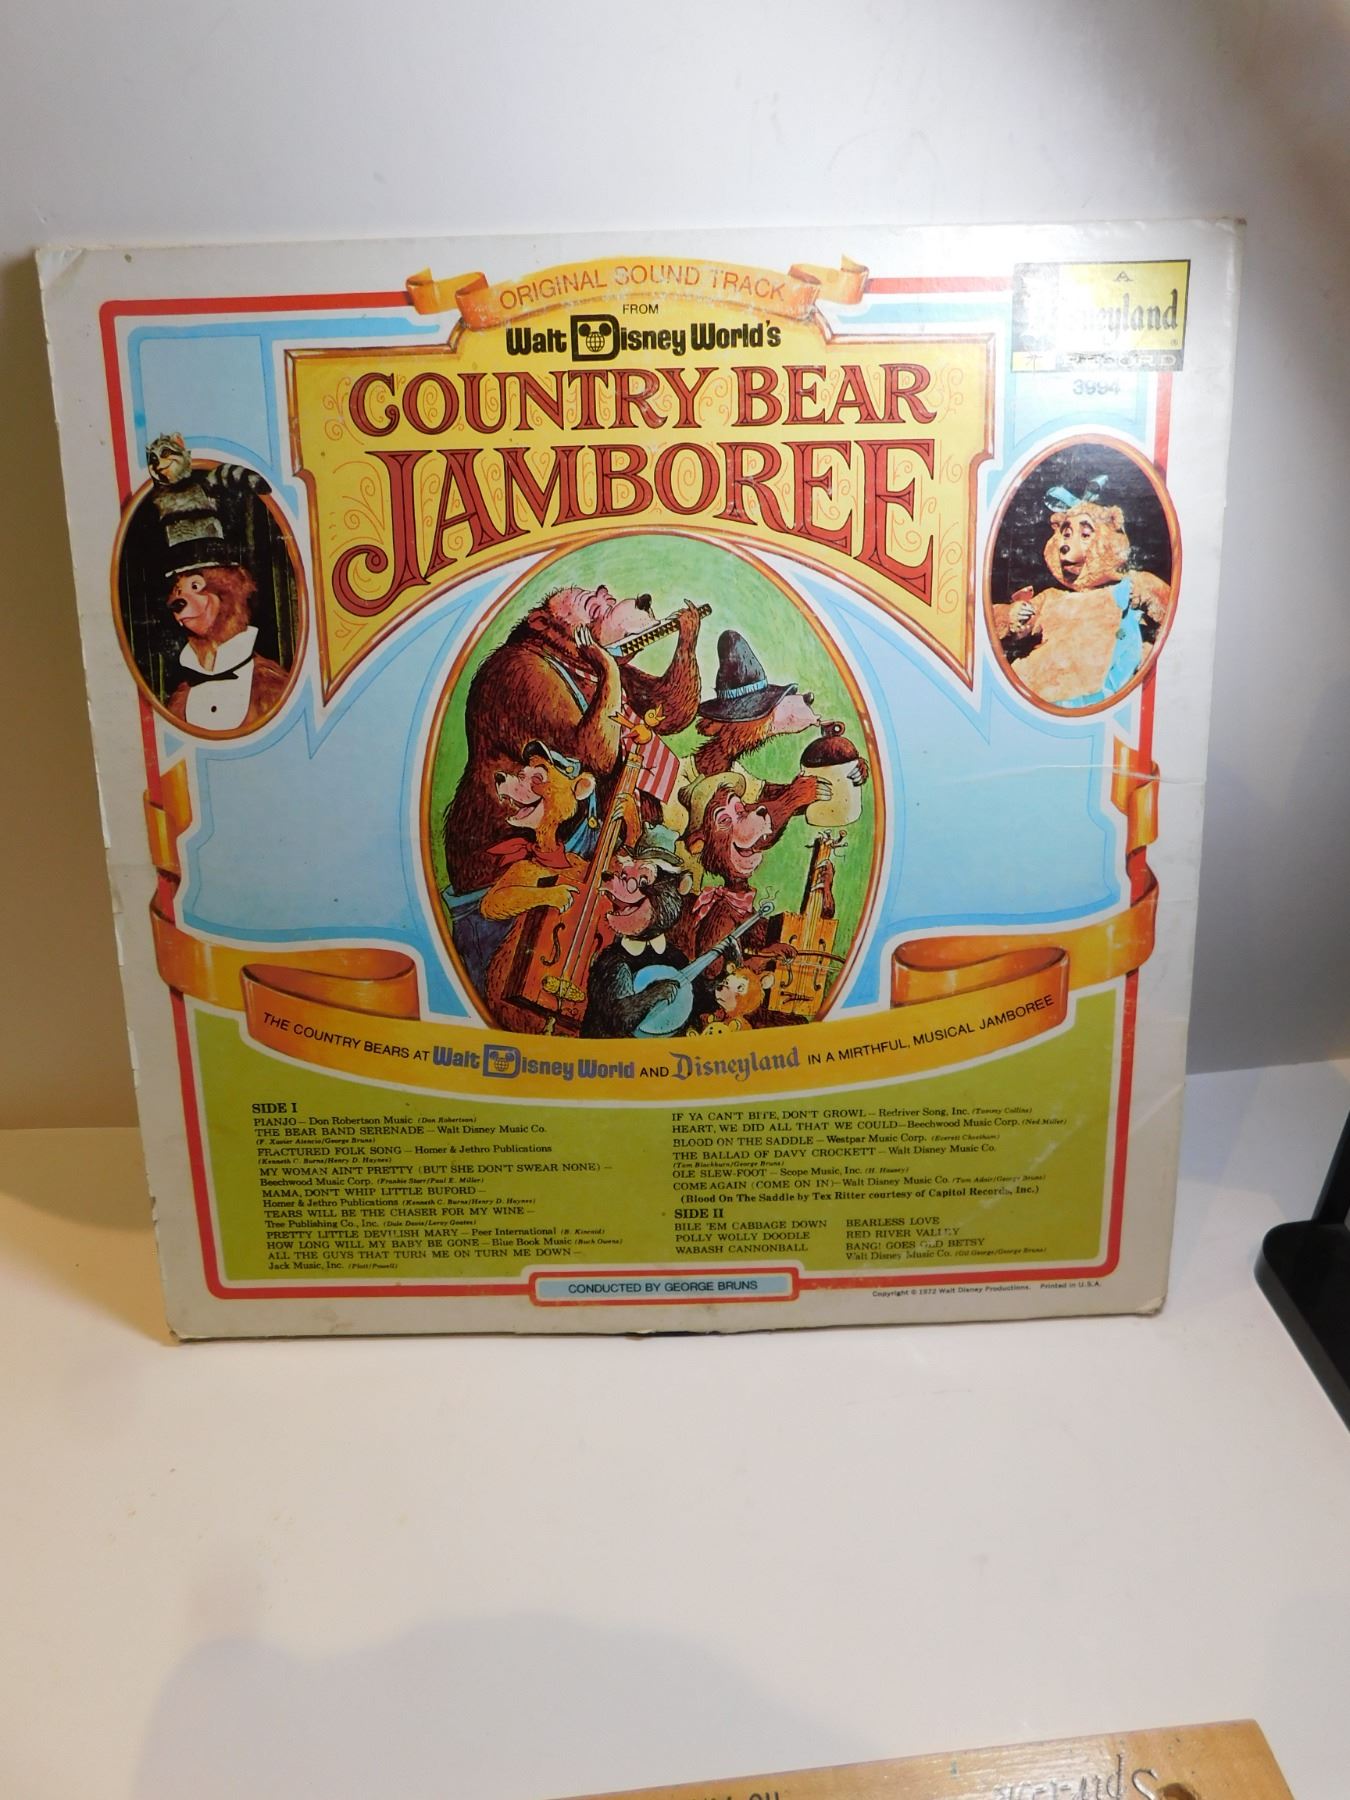 ORIGINAL SOUND TRACK
FROM
Walt Disney World's
COUNTRY BEAR
JAMBOREE
A
Disneyland
RECORD
3994
THE COUNTRY BEARS AT Walt Disney World AND Disneyland IN A MIRTHFUL, MUSICAL JAMBOREE
SIDE I
PIANJO – Don Robertson Music (Don Robertson)
THE BEAR BAND SERENADE – Walt Disney Music Co.
(F. Xavier Atencio/George Bruns)
FRACTURED FOLK SONG – Homer & Jethro Publications
(Kenneth C. Burns/Henry D. Haynes)
MY WOMAN AIN'T PRETTY (BUT SHE DON'T SWEAR NONE) –
Beechwood Music Corp. (Frankie Starr/Paul E. Miller)
MAMA, DON'T WHIP LITTLE BUFORD –
Homer & Jethro Publications (Kenneth C. Burns/Henry D. Haynes)
TEARS WILL BE THE CHASER FOR MY WINE –
Tree Publishing Co., Inc. (Dale Davis/Leroy Goates)
PRETTY LITTLE DEVILISH MARY – Peer International (B. Kincaid)
HOW LONG WILL MY BABY BE GONE – Blue Book Music (Buck Owens)
ALL THE GUYS THAT TURN ME ON TURN ME DOWN –
Jack Music, Inc. (Platt/Powell)
IF YA CAN'T BITE, DON'T GROWL – Redriver Song, Inc. (Tommy Collins)
HEART, WE DID ALL THAT WE COULD – Beechwood Music Corp. (Ned Miller)
BLOOD ON THE SADDLE – Westpar Music Corp. (Everett Cheetham)
THE BALLAD OF DAVY CROCKETT – Walt Disney Music Co.
(Tom Blackburn/George Bruns)
OLE SLEW-FOOT – Scope Music, Inc. (H. Hausey)
COME AGAIN (COME ON IN) – Walt Disney Music Co. (Tom Adair/George Bruns)
(Blood On The Saddle by Tex Ritter courtesy of Capitol Records, Inc.)
SIDE II
BILE 'EM CABBAGE DOWN
POLLY WOLLY DOODLE
WABASH CANNONBALL
BEARLESS LOVE
RED RIVER VALLEY
BANG! GOES OLD BETSY
Walt Disney Music Co. (Gil George/George Bruns)
CONDUCTED BY GEORGE BRUNS
Copyright © 1972 Walt Disney Productions. Printed in U.S.A.